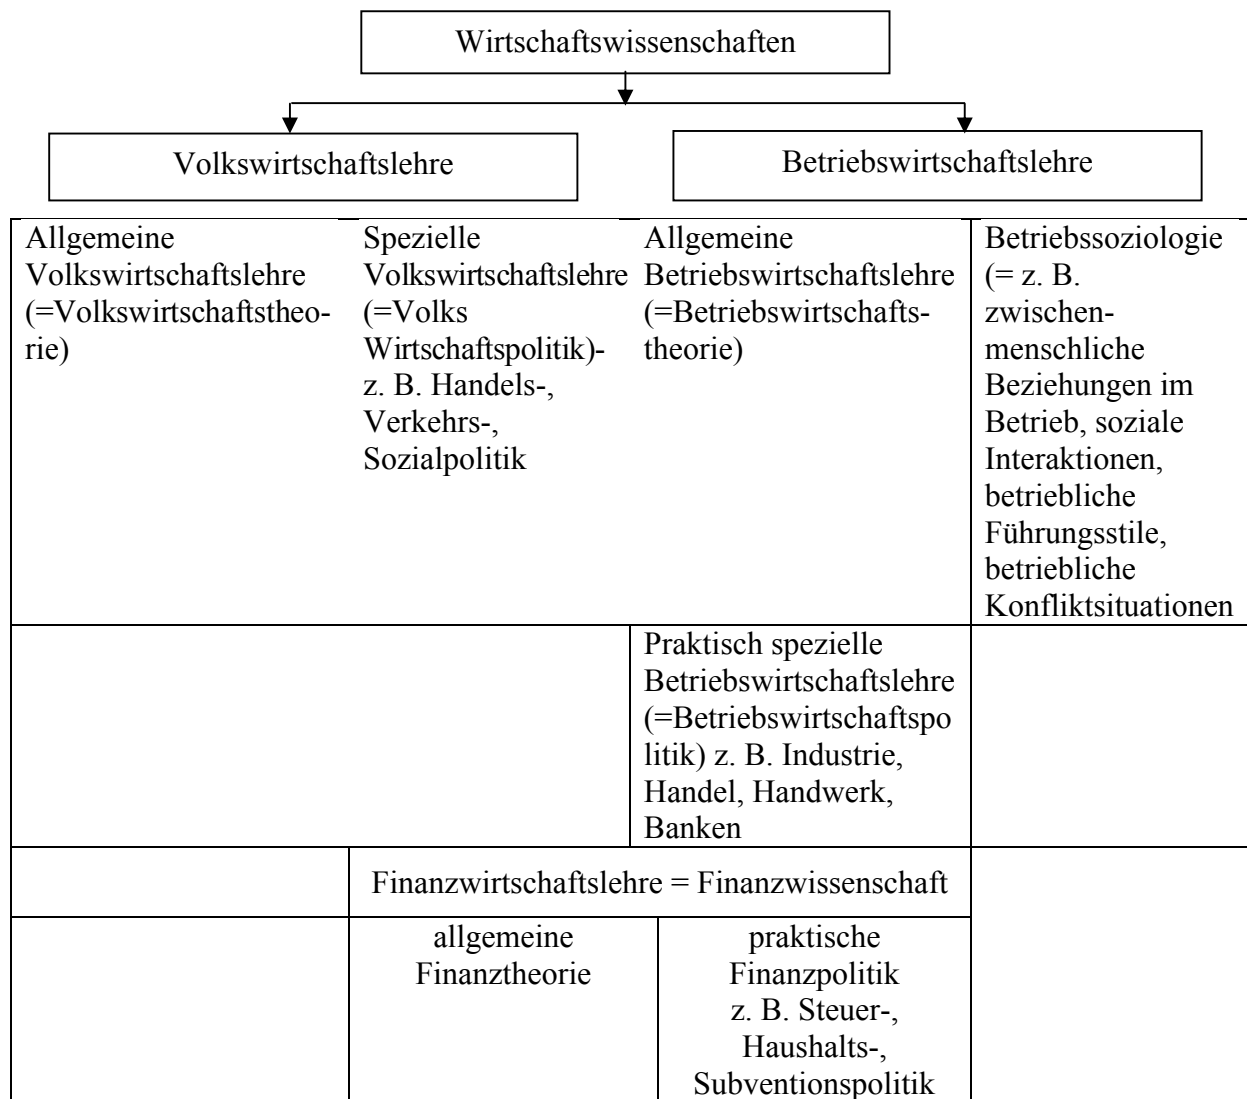 Wirtschaftswissenschaften
Volkswirtschaftslehre
Betriebswirtschaftslehre
Allgemeine
Volkswirtschaftslehre
(=Volkswirtschaftstheo-
rie)
Spezielle
Volkswirtschaftslehre
(=Volks
Wirtschaftspolitik)-
z. B. Handels-,
Verkehrs-,
Sozialpolitik
Allgemeine
Betriebswirtschaftslehre
(=Betriebswirtschafts-
theorie)
Betriebssoziologie
(= z. B.
zwischen-
menschliche
Beziehungen im
Betrieb, soziale
Interaktionen,
betriebliche
Führungsstile,
betriebliche
Konfliktsituationen
Praktisch spezielle
Betriebswirtschaftslehre
(=Betriebswirtschaftspo
litik) z. B. Industrie,
Handel, Handwerk,
Banken
Finanzwirtschaftslehre = Finanzwissenschaft
allgemeine
Finanztheorie
praktische
Finanzpolitik
z. B. Steuer-,
Haushalts-,
Subventionspolitik